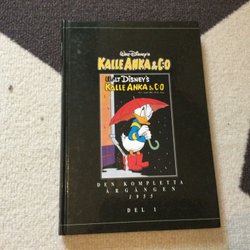 WALT DISNEY'S
KALLE ANKA & C:O
WALT DISNEY'S
KALLE ANKA & C:O
DEN KOMPLETTA
ÅRGÅNGEN
1955
DEL 1